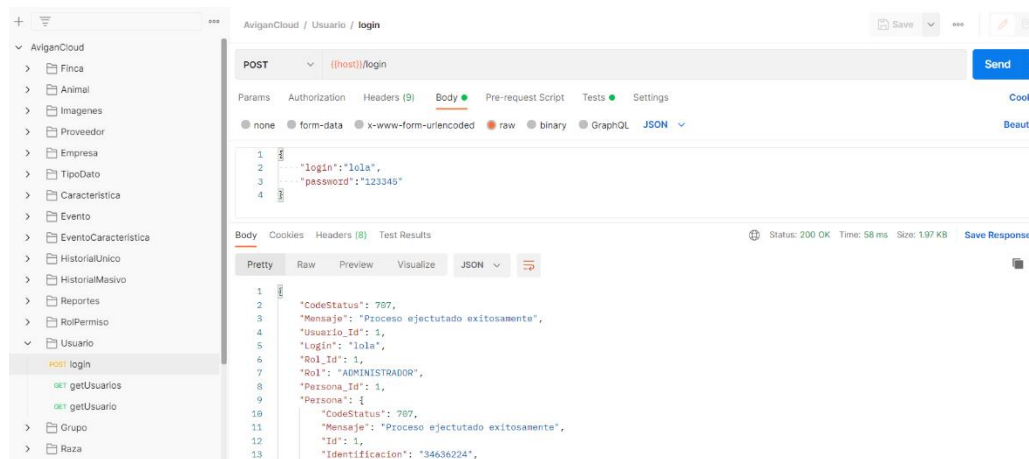 AviganCloud
Finca
Animal
Imagenes
Proveedor
Empresa
TipoDato
Caracteristica
Evento
EventoCaracteristica
HistorialUnico
HistorialMasivo
Reportes
RolPermiso
Usuario
POST login
GET getUsuarios
GET getUsuario
Grupo
Raza
AviganCloud / Usuario / login
Save
POST {{host}}/login Send
Params Authorization Headers (9) Body Pre-request Script Tests Settings
none form-data x-www-form-urlencoded raw binary GraphQL JSON
1 {
2 "login":"lola",
3 "password":"123345"
4 }
Body Cookies Headers (8) Test Results Status: 200 OK Time: 58 ms Size: 1.97 KB Save Response
Pretty Raw Preview Visualize JSON
1 {
2 "CodeStatus": 707,
3 "Mensaje": "Proceso ejectutado exitosamente",
4 "Usuario_Id": 1,
5 "Login": "lola",
6 "Rol_Id": 1,
7 "Rol": "ADMINISTRADOR",
8 "Persona_Id": 1,
9 "Persona": {
10 "CodeStatus": 707,
11 "Mensaje": "Proceso ejectutado exitosamente",
12 "Id": 1,
13 "Identificacion": "34636224",